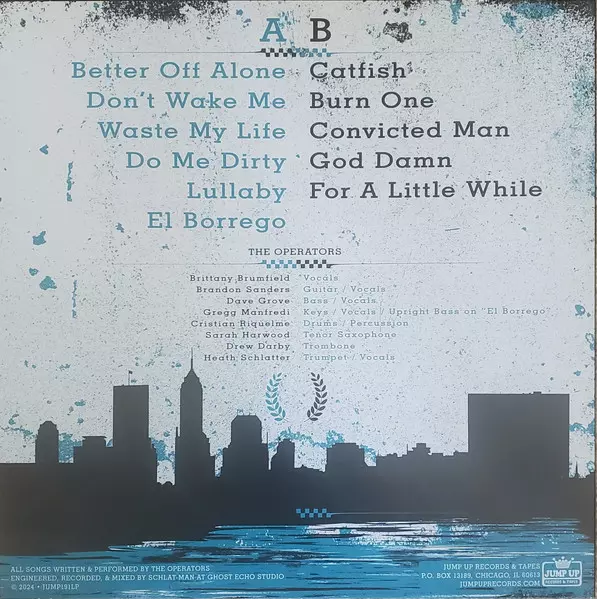 A B
Better Off Alone
Don't Wake Me
Waste My Life
Do Me Dirty
Lullaby
El Borrego
Catfish
Burn One
Convicted Man
God Damn
For A Little While
THE OPERATORS
Brittany Brumfield Vocals
Brandon Sanders Guitar / Vocals
Dave Grove Bass / Vocals
Gregg Manfredi Keys / Vocals / Upright Bass on "El Borrego"
Cristian Riquelme Drums / Percussion
Sarah Harwood Tenor Saxophone
Drew Darby Trombone
Heath Schlatter Trumpet / Vocals
ALL SONGS WRITTEN & PERFORMED BY THE OPERATORS
ENGINEERED, RECORDED, & MIXED BY SCHLAT-MAN AT GHOST ECHO STUDIO
© 2024 • JUMP191LP
JUMP UP RECORDS & TAPES
P.O. BOX 13189, CHICAGO, IL 60613
JUMPUPRECORDS.COM
JUMP UP
RECORDS & TAPES